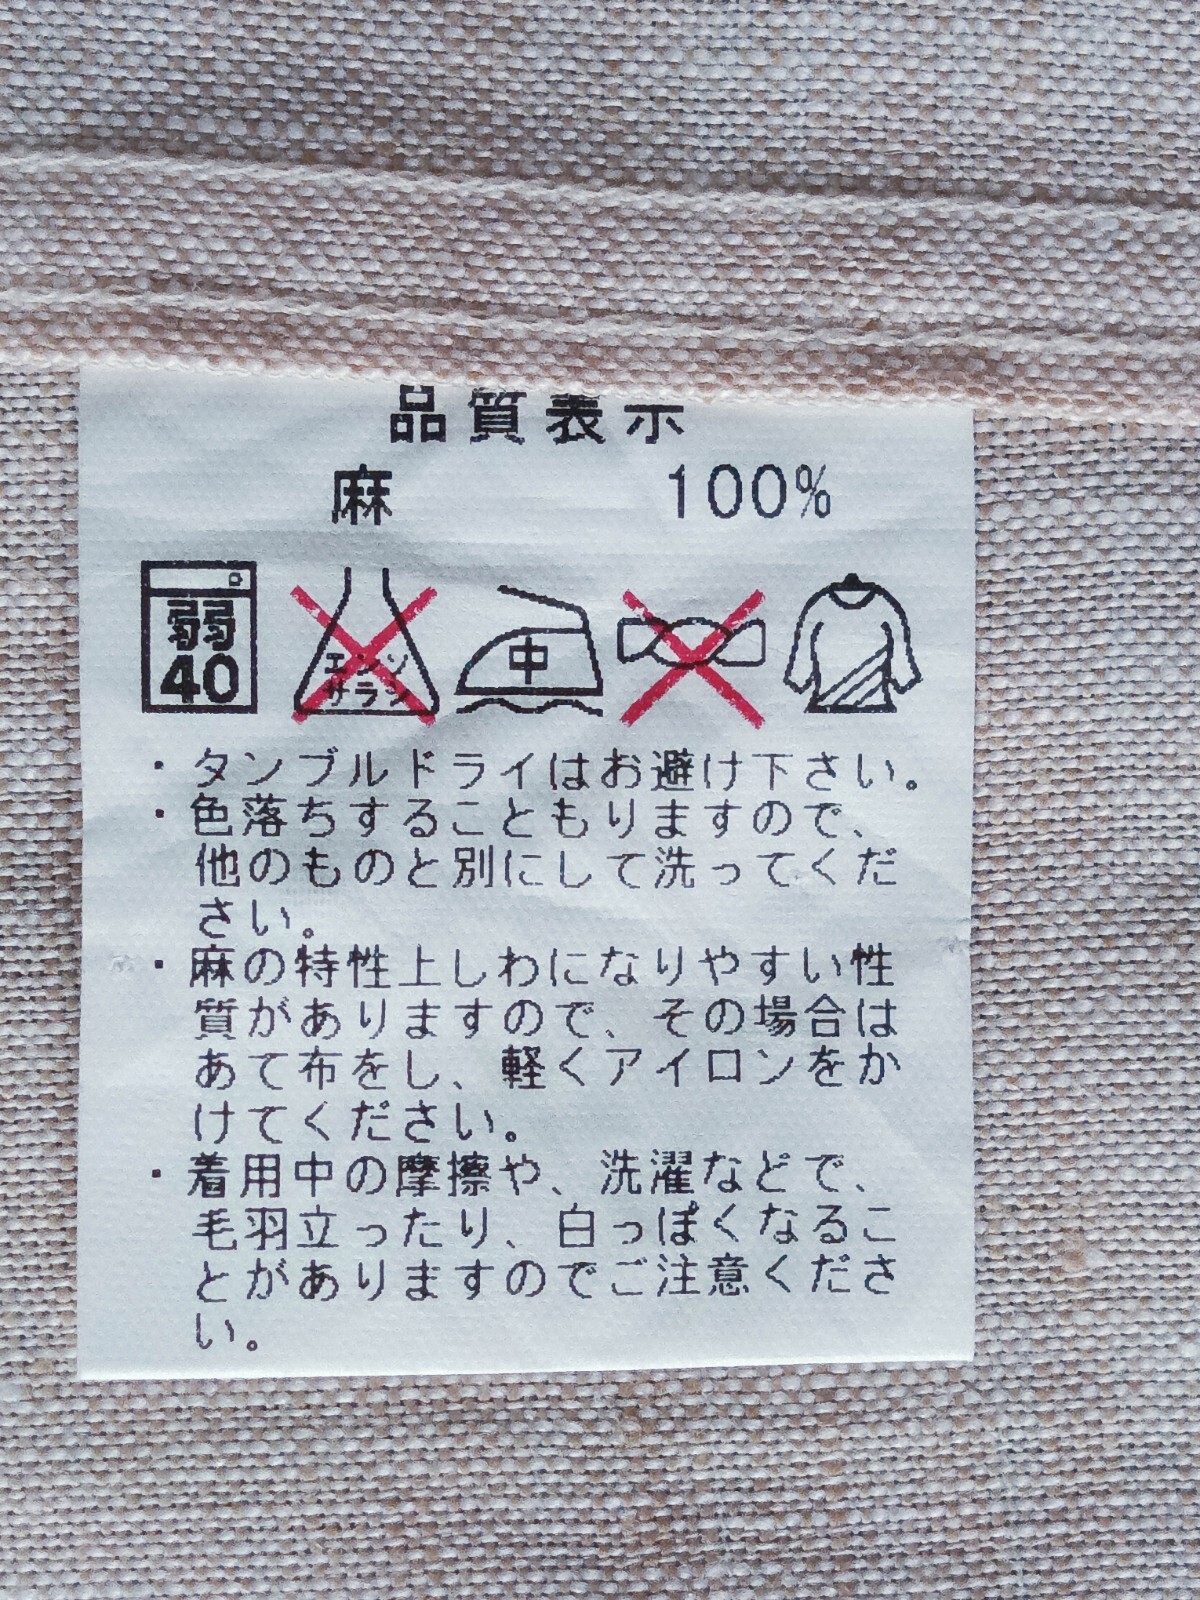 品質表示
麻 100%
弱 エンソ 中
40 サラシ
・タンブルドライはお避け下さい。
・色落ちすることもりますので、
他のものと別にして洗ってくだ
さい。
・麻の特性上しわになりやすい性
質がありますので、その場合は
あて布をし、軽くアイロンをか
けてください。
・着用中の摩擦や、洗濯などで、
毛羽立ったり、白っぽくなるこ
とがありますのでご注意くださ
い。